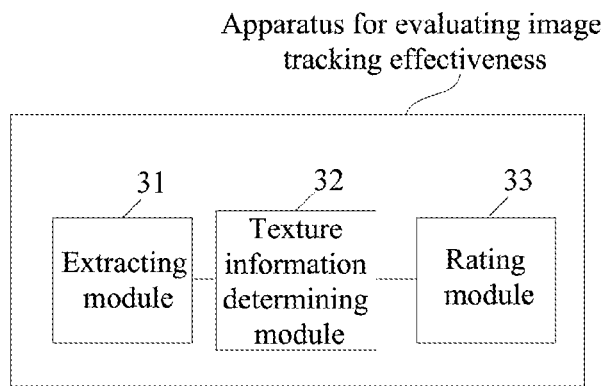 Apparatus for evaluating image
tracking effectiveness
31
32
33
Extracting
module
Texture
information
determining
module
Rating
module